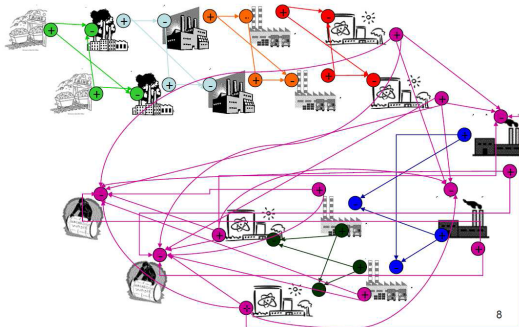 + - + - + - + - +
+ - + - + - + - +
-
+
+
- + -
-
+ - + +
- +
-
- +
+
8